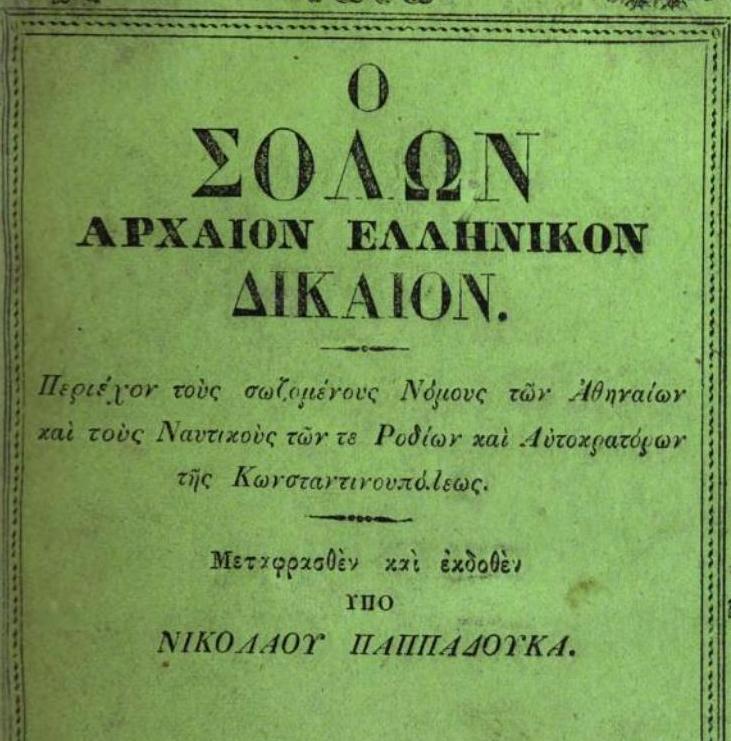 Ο
ΣΟΛΩΝ
ΑΡΧΑΙΟΝ ΕΛΛΗΝΙΚΟΝ
ΔΙΚΑΙΟΝ.
Περιέχον τοὺς σωζομένους Νόμους τῶν Ἀθηναίων
καὶ τοὺς Ναυτικοὺς τῶν τε Ροδίων καὶ Αὐτοκρατόρων
τῆς Κωνσταντινουπόλεως.
Μεταφρασθὲν καὶ ἐκδοθὲν
ΥΠΟ
ΝΙΚΟΛΑΟΥ ΠΑΠΠΑΔΟΥΚΑ.